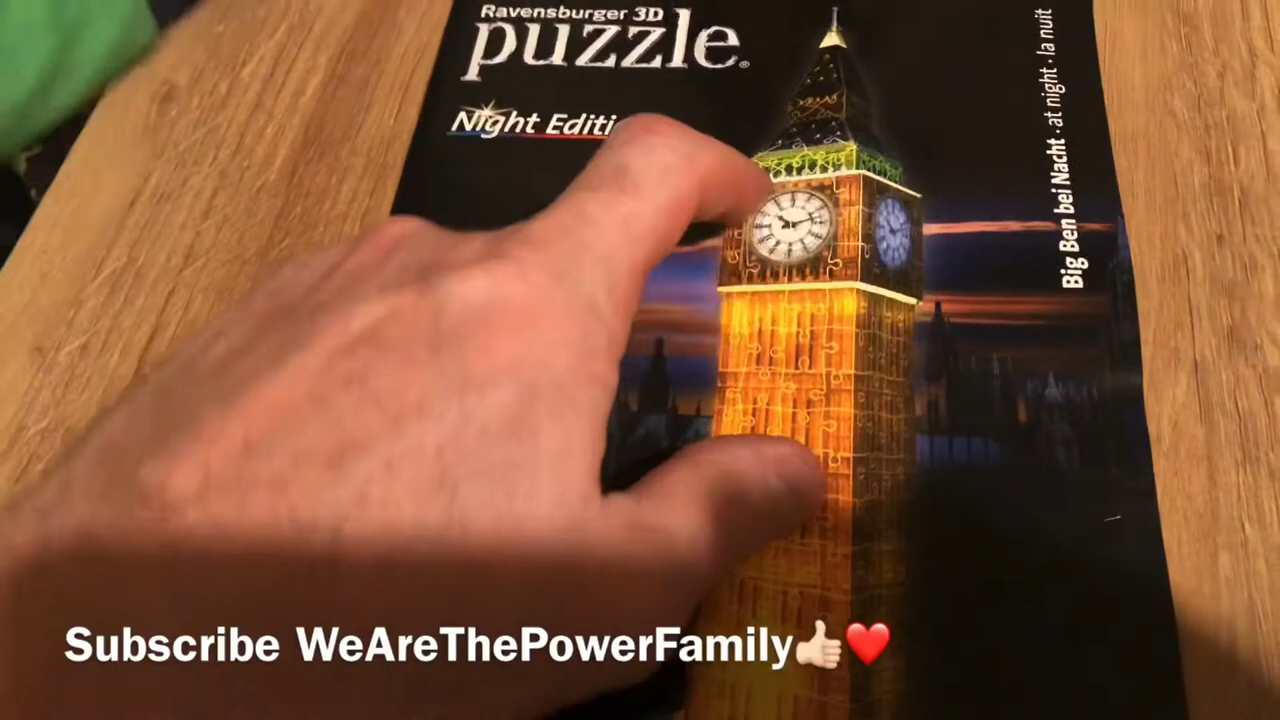 Ravensburger 3D
puzzle®
Night Editi
Big Ben bei Nacht · at night · la nuit
Subscribe WeAreThePowerFamily👍🏻❤️